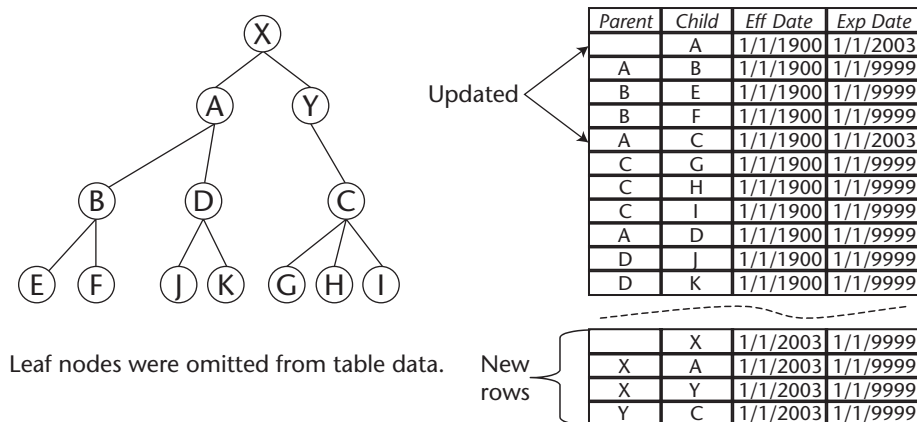 X
A Y
B D C
E F J K G H I
Leaf nodes were omitted from table data.
Updated
Parent Child Eff Date Exp Date
A 1/1/1900 1/1/2003
A B 1/1/1900 1/1/9999
B E 1/1/1900 1/1/9999
B F 1/1/1900 1/1/9999
A C 1/1/1900 1/1/2003
C G 1/1/1900 1/1/9999
C H 1/1/1900 1/1/9999
C I 1/1/1900 1/1/9999
A D 1/1/1900 1/1/9999
D J 1/1/1900 1/1/9999
D K 1/1/1900 1/1/9999
New
rows
X 1/1/2003 1/1/9999
X A 1/1/2003 1/1/9999
X Y 1/1/2003 1/1/9999
Y C 1/1/2003 1/1/9999